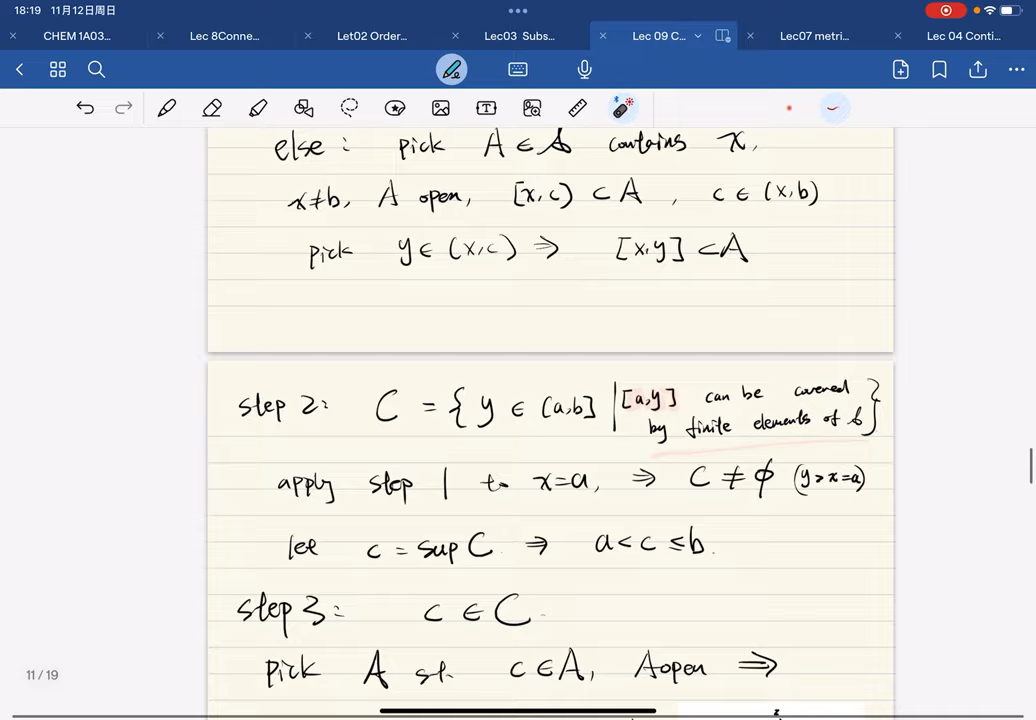 18:19 11月12日周日
CHEM 1A03... Lec 8Conne... Let02 Order... Lec03 Subs... Lec 09 C... Lec07 metri... Lec 04 Conti...
else : pick A ∈ 𝒜 contains x,
x≠b, A open, [x,c) ⊂ A , c ∈ (x,b)
pick y ∈ (x,c) ⇒ [x,y] ⊂ A
step 2: C = { y ∈ (a,b] | [a,y] can be covered
by finite elements of 𝒜 }
apply step 1 to x=a, ⇒ C ≠ ϕ (y > x = a)
let c = sup C ⇒ a < c ≤ b.
step 3: c ∈ C.
pick A st. c ∈ A, A open ⇒
11 / 19